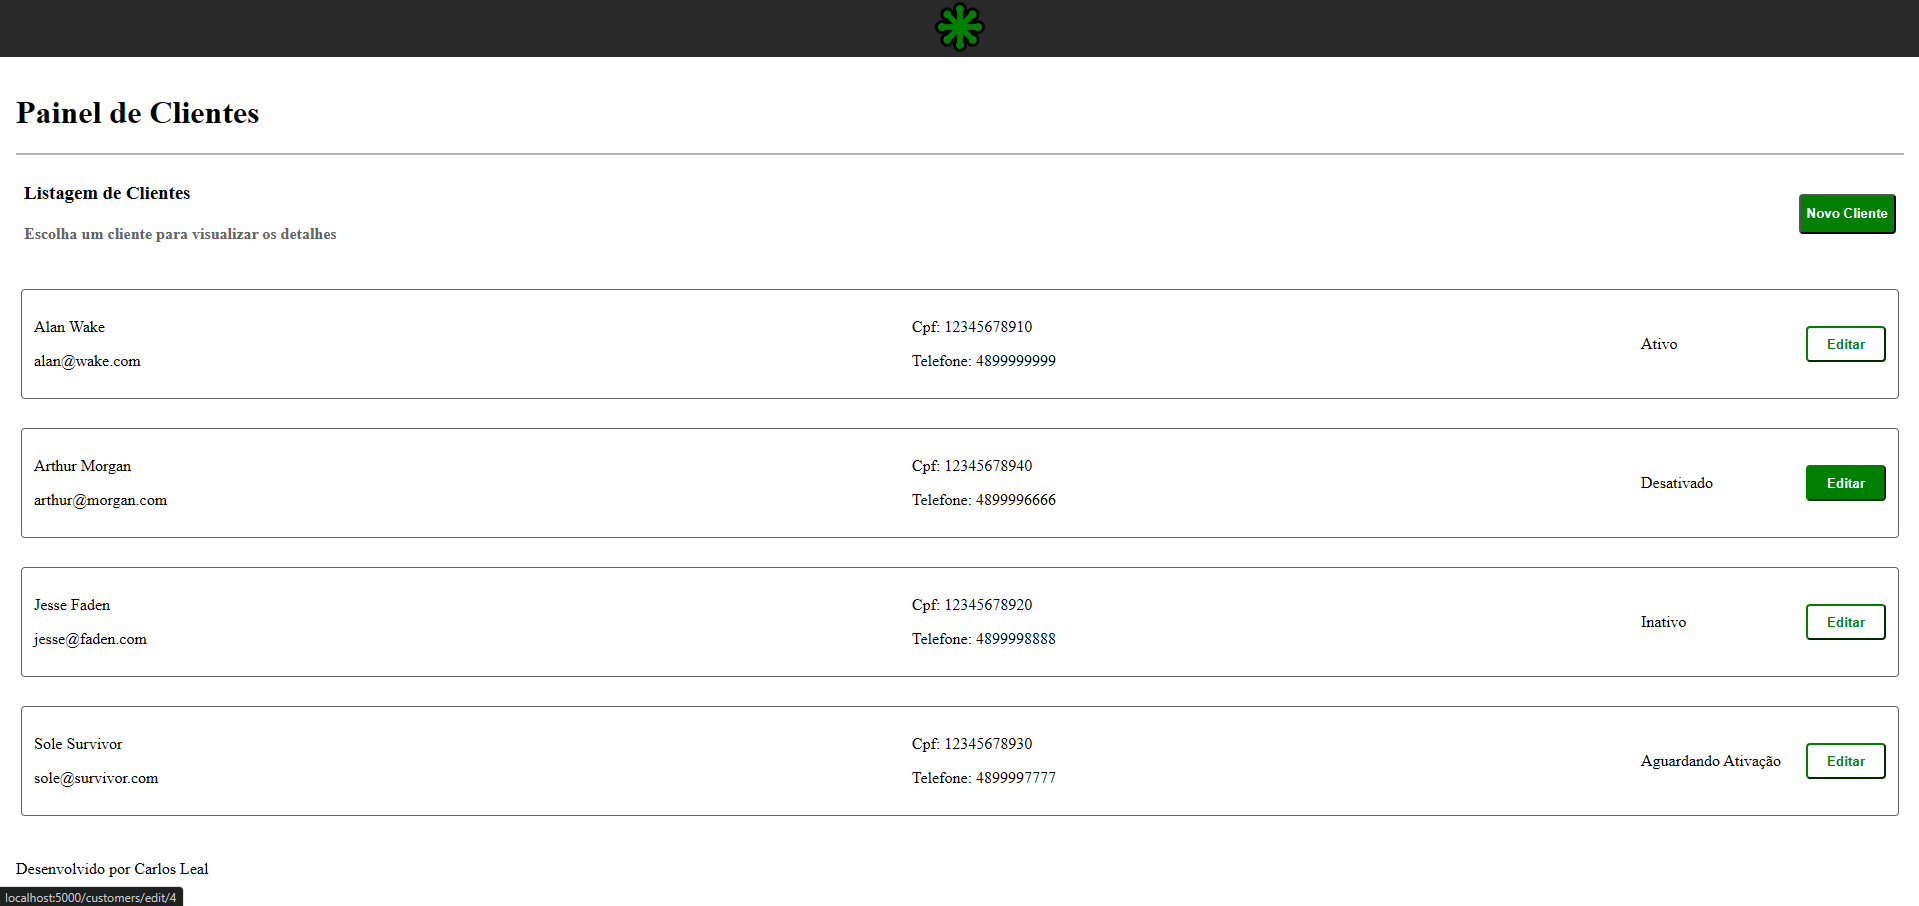 Painel de Clientes
Listagem de Clientes
Escolha um cliente para visualizar os detalhes
Novo Cliente
Alan Wake
alan@wake.com
Cpf: 12345678910
Telefone: 4899999999
Ativo
Editar
Arthur Morgan
arthur@morgan.com
Cpf: 12345678940
Telefone: 4899996666
Desativado
Editar
Jesse Faden
jesse@faden.com
Cpf: 12345678920
Telefone: 4899998888
Inativo
Editar
Sole Survivor
sole@survivor.com
Cpf: 12345678930
Telefone: 4899997777
Aguardando Ativação
Editar
Desenvolvido por Carlos Leal
localhost:5000/customers/edit/4